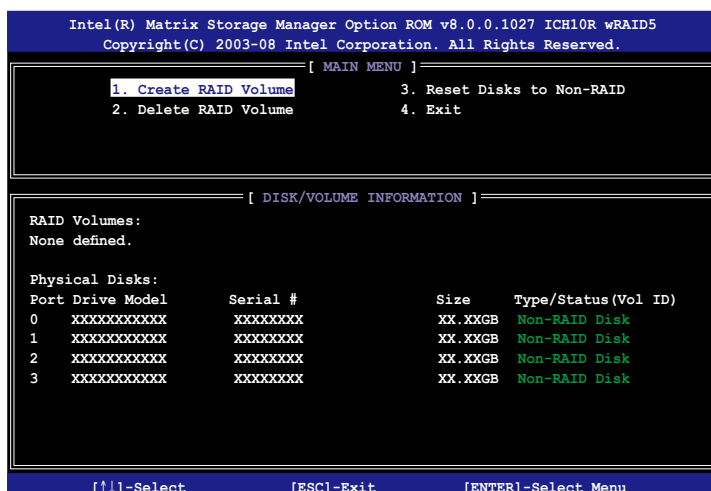 Intel(R) Matrix Storage Manager Option ROM v8.0.0.1027 ICH10R wRAID5
Copyright(C) 2003-08 Intel Corporation. All Rights Reserved.
[ MAIN MENU ]
1. Create RAID Volume 3. Reset Disks to Non-RAID
2. Delete RAID Volume 4. Exit
[ DISK/VOLUME INFORMATION ]
RAID Volumes:
None defined.
Physical Disks:
Port Drive Model Serial # Size Type/Status(Vol ID)
0 XXXXXXXXXXX XXXXXXXX XX.XXGB Non-RAID Disk
1 XXXXXXXXXXX XXXXXXXX XX.XXGB Non-RAID Disk
2 XXXXXXXXXXX XXXXXXXX XX.XXGB Non-RAID Disk
3 XXXXXXXXXXX XXXXXXXX XX.XXGB Non-RAID Disk
[↑↓]-Select [ESC]-Exit [ENTER]-Select Menu